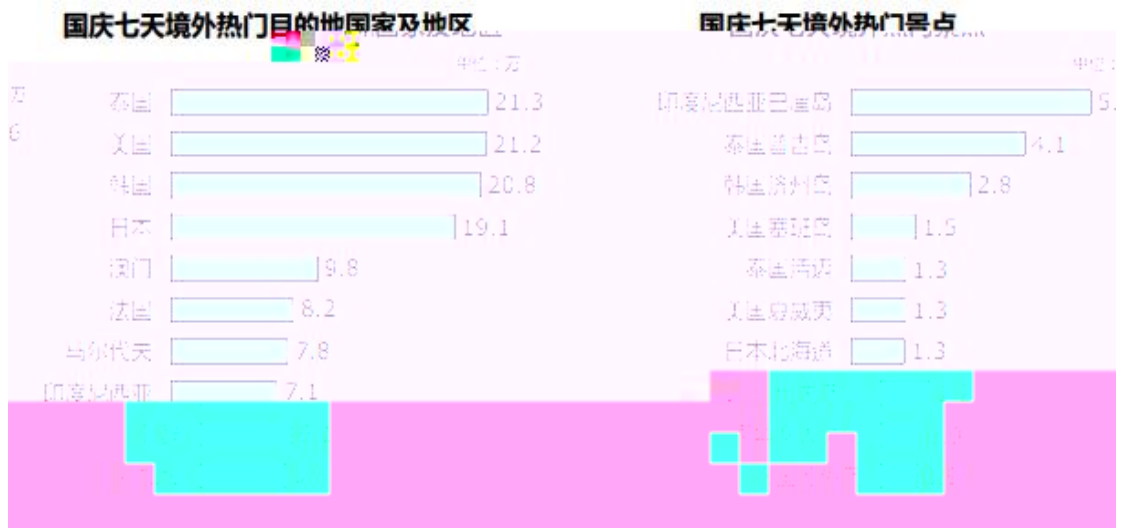 国庆七天境外热门目的地国家及地区
单位：万
泰国 21.3
美国 21.2
韩国 20.8
日本 19.1
澳门 9.8
法国 8.2
马尔代夫 7.8
印度尼西亚 7.1
万
国庆七天境外热门景点
单位：
印度尼西亚巴厘岛 5.
泰国普吉岛 4.1
韩国济州岛 2.8
美国塞班岛 1.5
泰国清迈 1.3
美国夏威夷 1.3
日本北海道 1.3